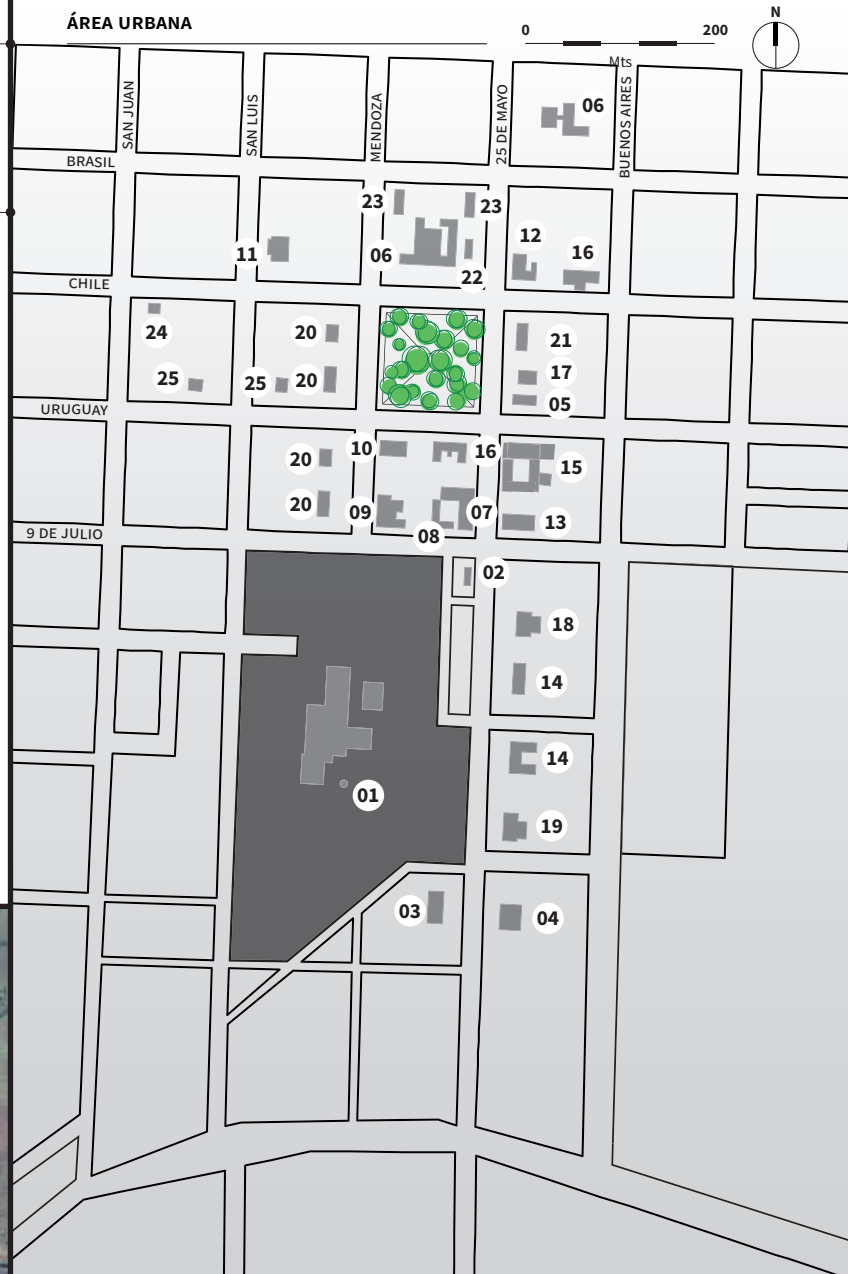 ÁREA URBANA
0 200
Mts
N
SAN JUAN
SAN LUIS
MENDOZA
25 DE MAYO
BUENOS AIRES
06
BRASIL
23
23
12
11
06
16
22
CHILE
24
20
21
25
25
20
17
05
URUGUAY
20
10
16
15
20
09
07
13
9 DE JULIO
08
02
18
14
14
01
19
03
04